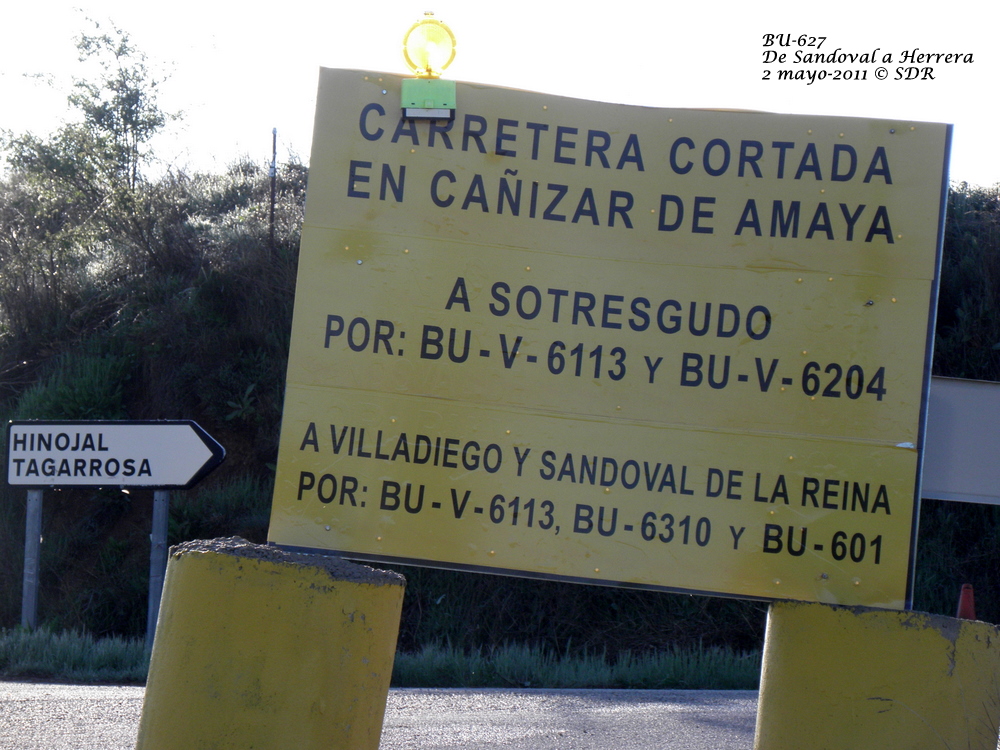 BU-627
De Sandoval a Herrera
2 mayo-2011 © SDR
CARRETERA CORTADA
EN CAÑIZAR DE AMAYA
A SOTRESGUDO
POR: BU-V-6113 Y BU-V-6204
A VILLADIEGO Y SANDOVAL DE LA REINA
POR: BU-V-6113, BU-6310 Y BU-601
HINOJAL
TAGARROSA